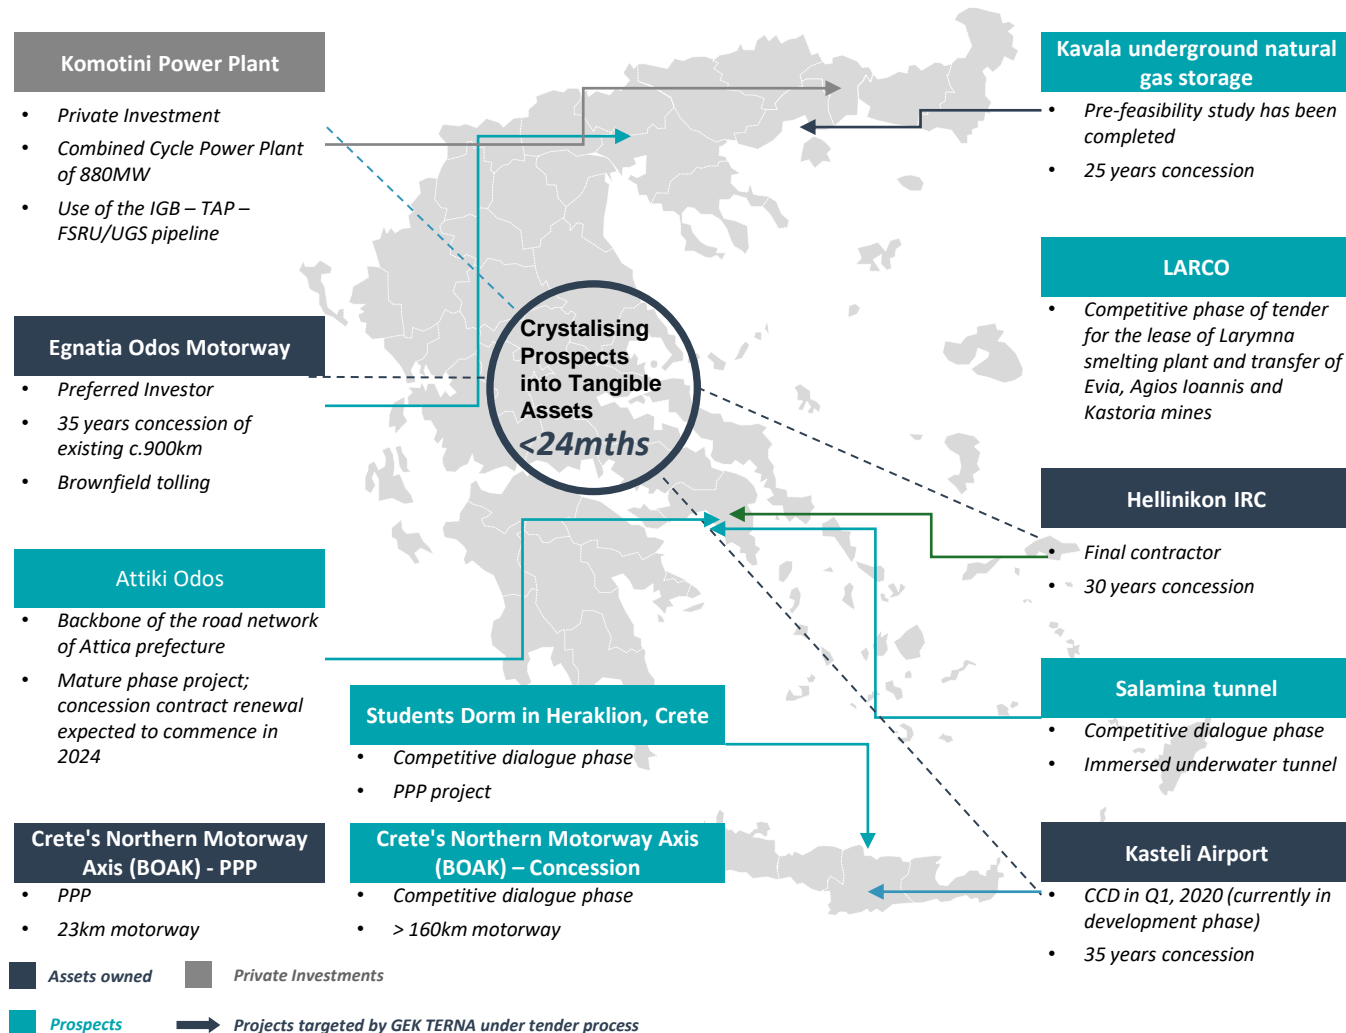 Komotini Power Plant
• Private Investment
• Combined Cycle Power Plant
of 880MW
• Use of the IGB – TAP –
FSRU/UGS pipeline
Egnatia Odos Motorway
• Preferred Investor
• 35 years concession of
existing c.900km
• Brownfield tolling
Attiki Odos
• Backbone of the road network
of Attica prefecture
• Mature phase project;
concession contract renewal
expected to commence in
2024
Crete's Northern Motorway
Axis (BOAK) - PPP
• PPP
• 23km motorway
Crystalising
Prospects
into Tangible
Assets
<24mths
Students Dorm in Heraklion, Crete
• Competitive dialogue phase
• PPP project
Crete's Northern Motorway Axis
(BOAK) – Concession
• Competitive dialogue phase
• > 160km motorway
Kavala underground natural
gas storage
• Pre-feasibility study has been
completed
• 25 years concession
LARCO
• Competitive phase of tender
for the lease of Larymna
smelting plant and transfer of
Evia, Agios Ioannis and
Kastoria mines
Hellinikon IRC
• Final contractor
• 30 years concession
Salamina tunnel
• Competitive dialogue phase
• Immersed underwater tunnel
Kasteli Airport
• CCD in Q1, 2020 (currently in
development phase)
• 35 years concession
Assets owned
Private Investments
Prospects
Projects targeted by GEK TERNA under tender process